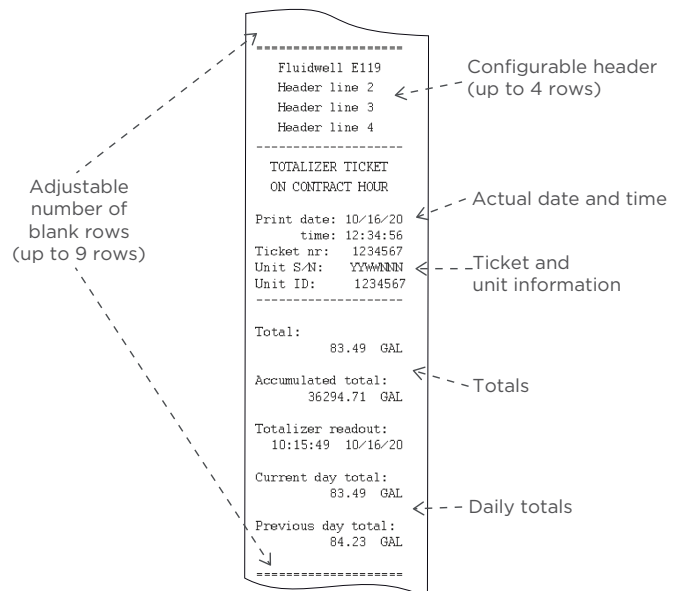 Fluidwell E119
Header line 2
Header line 3
Header line 4
TOTALIZER TICKET
ON CONTRACT HOUR
Print date: 10/16/20
time: 12:34:56
Ticket nr: 1234567
Unit S/N: YYWWNNN
Unit ID: 1234567
Total:
83.49 GAL
Accumulated total:
36294.71 GAL
Totalizer readout:
10:15:49 10/16/20
Current day total:
83.49 GAL
Previous day total:
84.23 GAL
Adjustable
number of
blank rows
(up to 9 rows)
Configurable header
(up to 4 rows)
Actual date and time
Ticket and
unit information
Totals
Daily totals